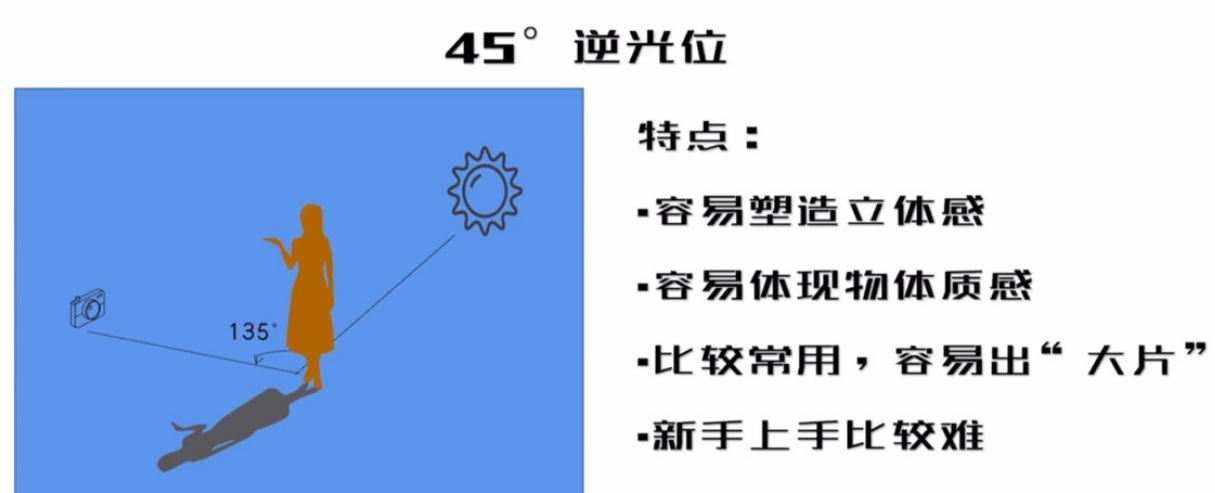 45° 逆光位
特点：
▪容易塑造立体感
▪容易体现物体质感
▪比较常用，容易出“大片”
▪新手上手比较难
135°